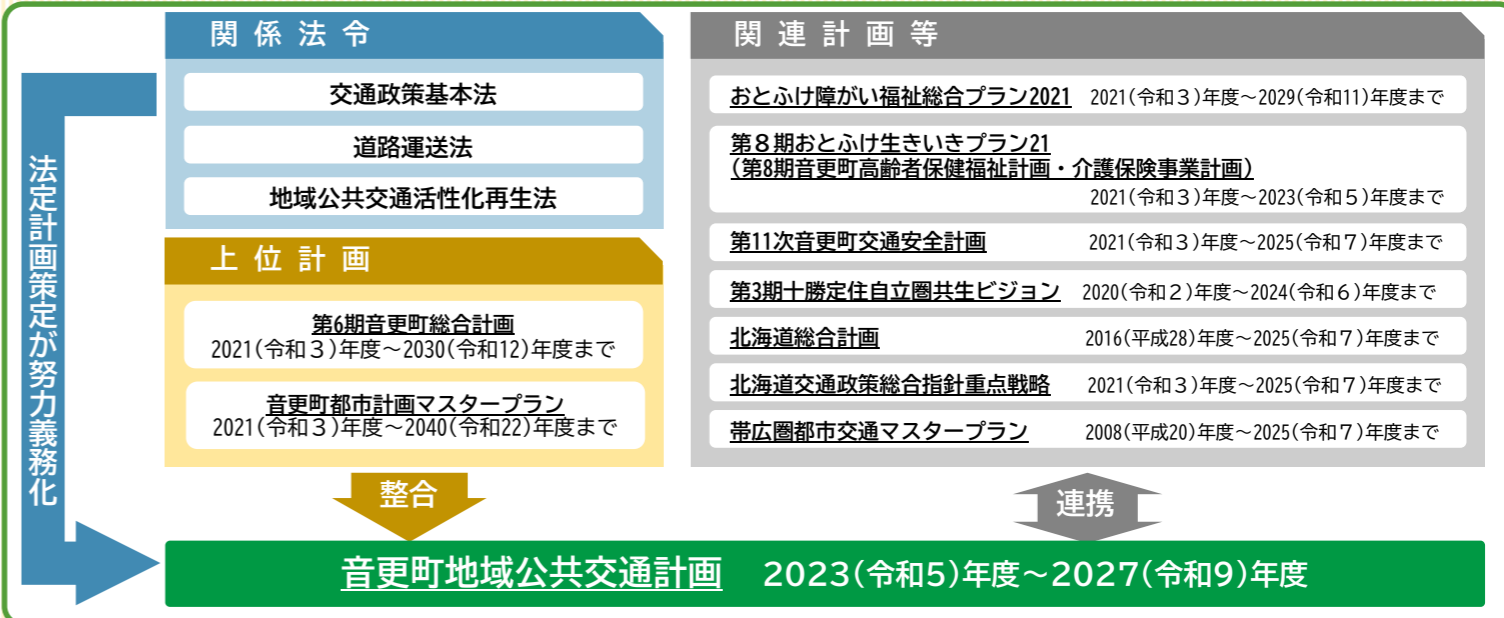 関係法令
交通政策基本法
道路運送法
地域公共交通活性化再生法
上位計画
第6期音更町総合計画
2021(令和3)年度～2030(令和12)年度まで
音更町都市計画マスタープラン
2021(令和3)年度～2040(令和22)年度まで
関連計画等
おとふけ障がい福祉総合プラン2021 2021(令和3)年度～2029(令和11)年度まで
第8期おとふけ生きいきプラン21
(第8期音更町高齢者保健福祉計画・介護保険事業計画)
2021(令和3)年度～2023(令和5)年度まで
第11次音更町交通安全計画 2021(令和3)年度～2025(令和7)年度まで
第3期十勝定住自立圏共生ビジョン 2020(令和2)年度～2024(令和6)年度まで
北海道総合計画 2016(平成28)年度～2025(令和7)年度まで
北海道交通政策総合指針重点戦略 2021(令和3)年度～2025(令和7)年度まで
帯広圏都市交通マスタープラン 2008(平成20)年度～2025(令和7)年度まで
法定計画策定が努力義務化
整合
連携
音更町地域公共交通計画 2023(令和5)年度～2027(令和9)年度